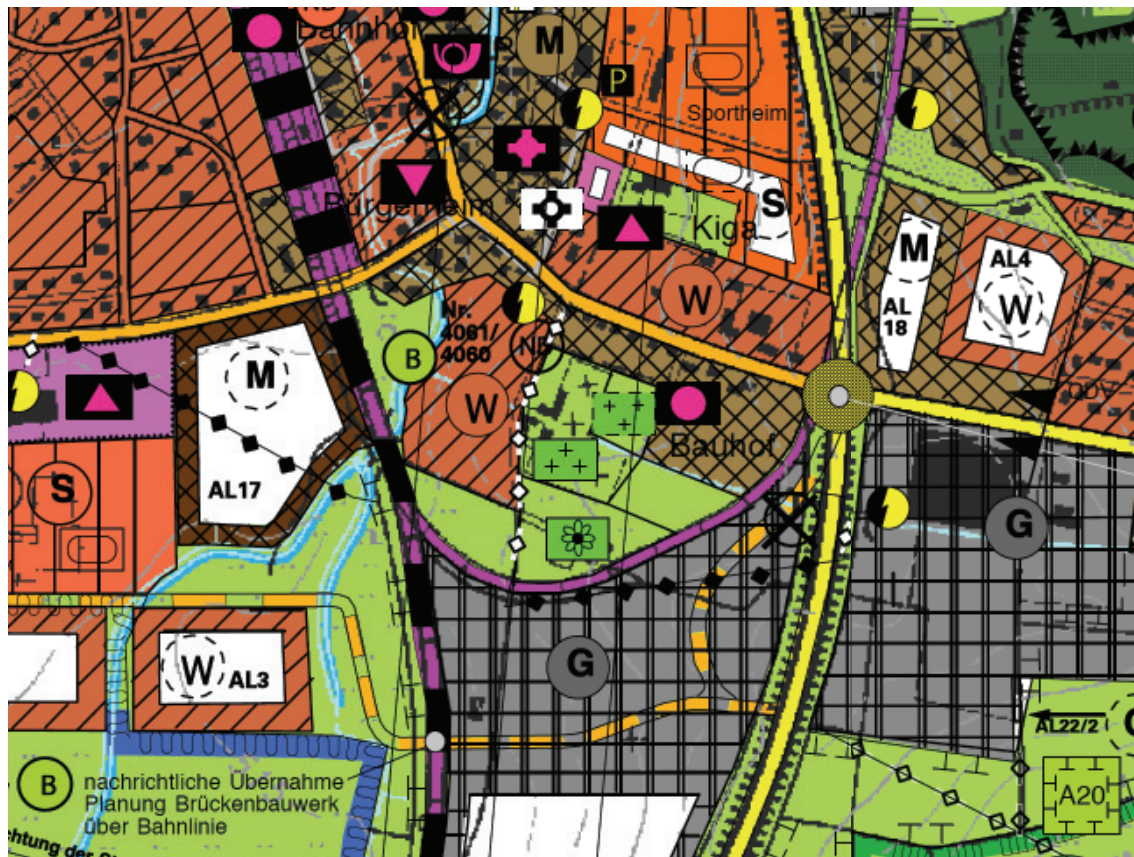 Bahnhof
M
P
Sportheim
Bürgerheim
S
Kiga
M
AL4
W
AL
18
W
Nr.
4061/
4060
ND
B
M
W
Bauhof
AL17
S
G
G
W
AL3
AL22/2
A20
B
nachrichtliche Übernahme
Planung Brückenbauwerk
über Bahnlinie